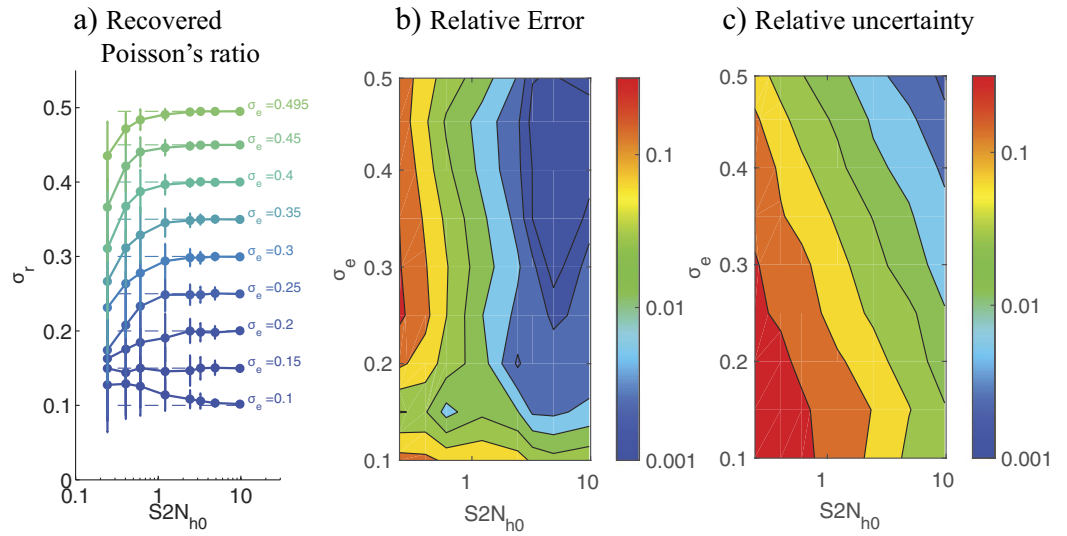 a) Recovered
Poisson's ratio
0.5
0.4
0.3
0.2
0.1
0
σr
0.1
1
10
S2Nh0
σe=0.495
σe=0.45
σe=0.4
σe=0.35
σe=0.3
σe=0.25
σe=0.2
σe=0.15
σe=0.1
b) Relative Error
0.5
0.4
0.3
0.2
0.1
σe
1
10
S2Nh0
0.1
0.01
0.001
c) Relative uncertainty
0.5
0.4
0.3
0.2
0.1
σe
1
10
S2Nh0
0.1
0.01
0.001